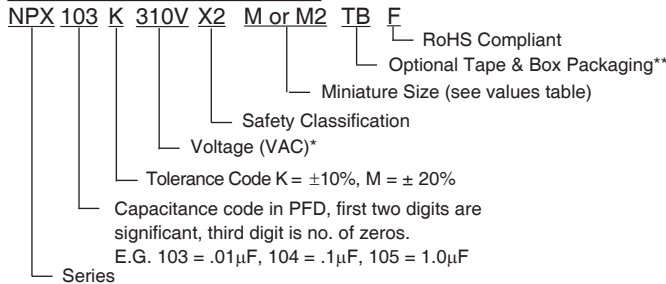 NPX 103 K 310V X2 M or M2 TB F
RoHS Compliant
Optional Tape & Box Packaging**
Miniature Size (see values table)
Safety Classification
Voltage (VAC)*
Tolerance Code K = ±10%, M = ± 20%
Capacitance code in PFD, first two digits are
significant, third digit is no. of zeros.
E.G. 103 = .01μF, 104 = .1μF, 105 = 1.0μF
Series